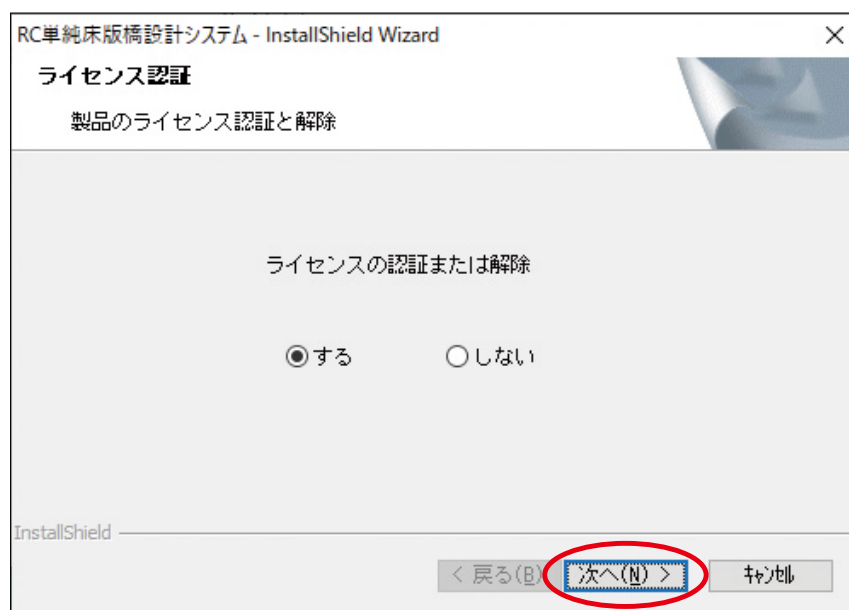 RC単純床版橋設計システム - InstallShield Wizard
ライセンス認証
製品のライセンス認証と解除
ライセンスの認証または解除
する しない
InstallShield
< 戻る(B) 次へ(N) > ｷｬﾝｾﾙ